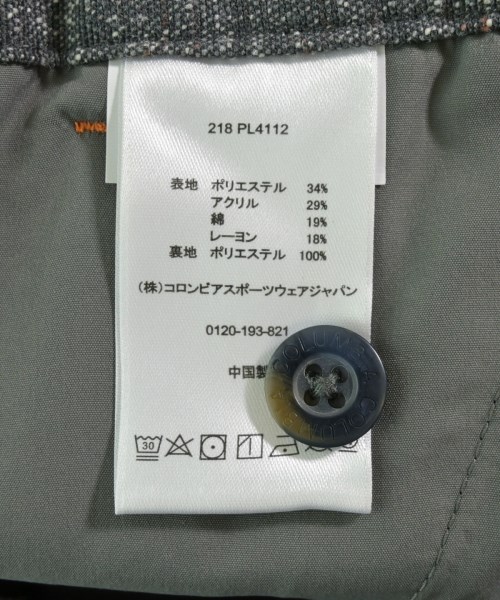 218 PL4112
表地 ポリエステル 34%
アクリル 29%
綿 19%
レーヨン 18%
裏地 ポリエステル 100%
(株)コロンビアスポーツウェアジャパン
0120-193-821
中国製
COLUMBIA
30